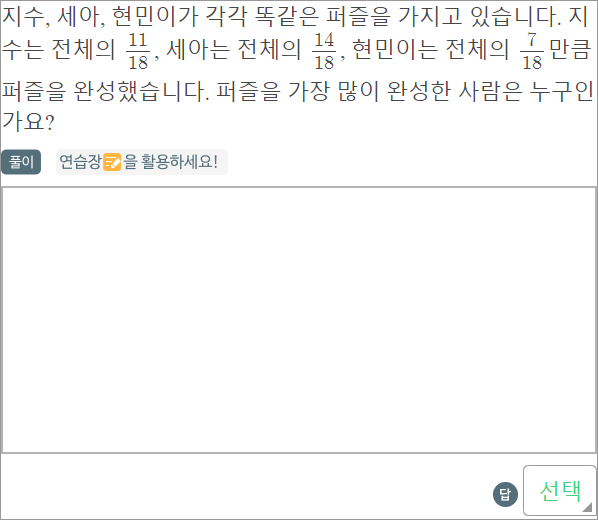 지수, 세아, 현민이가 각각 똑같은 퍼즐을 가지고 있습니다. 지
수는 전체의 11/18, 세아는 전체의 14/18, 현민이는 전체의 7/18만큼
퍼즐을 완성했습니다. 퍼즐을 가장 많이 완성한 사람은 누구인
가요?
풀이 연습장📝을 활용하세요!
답 선택